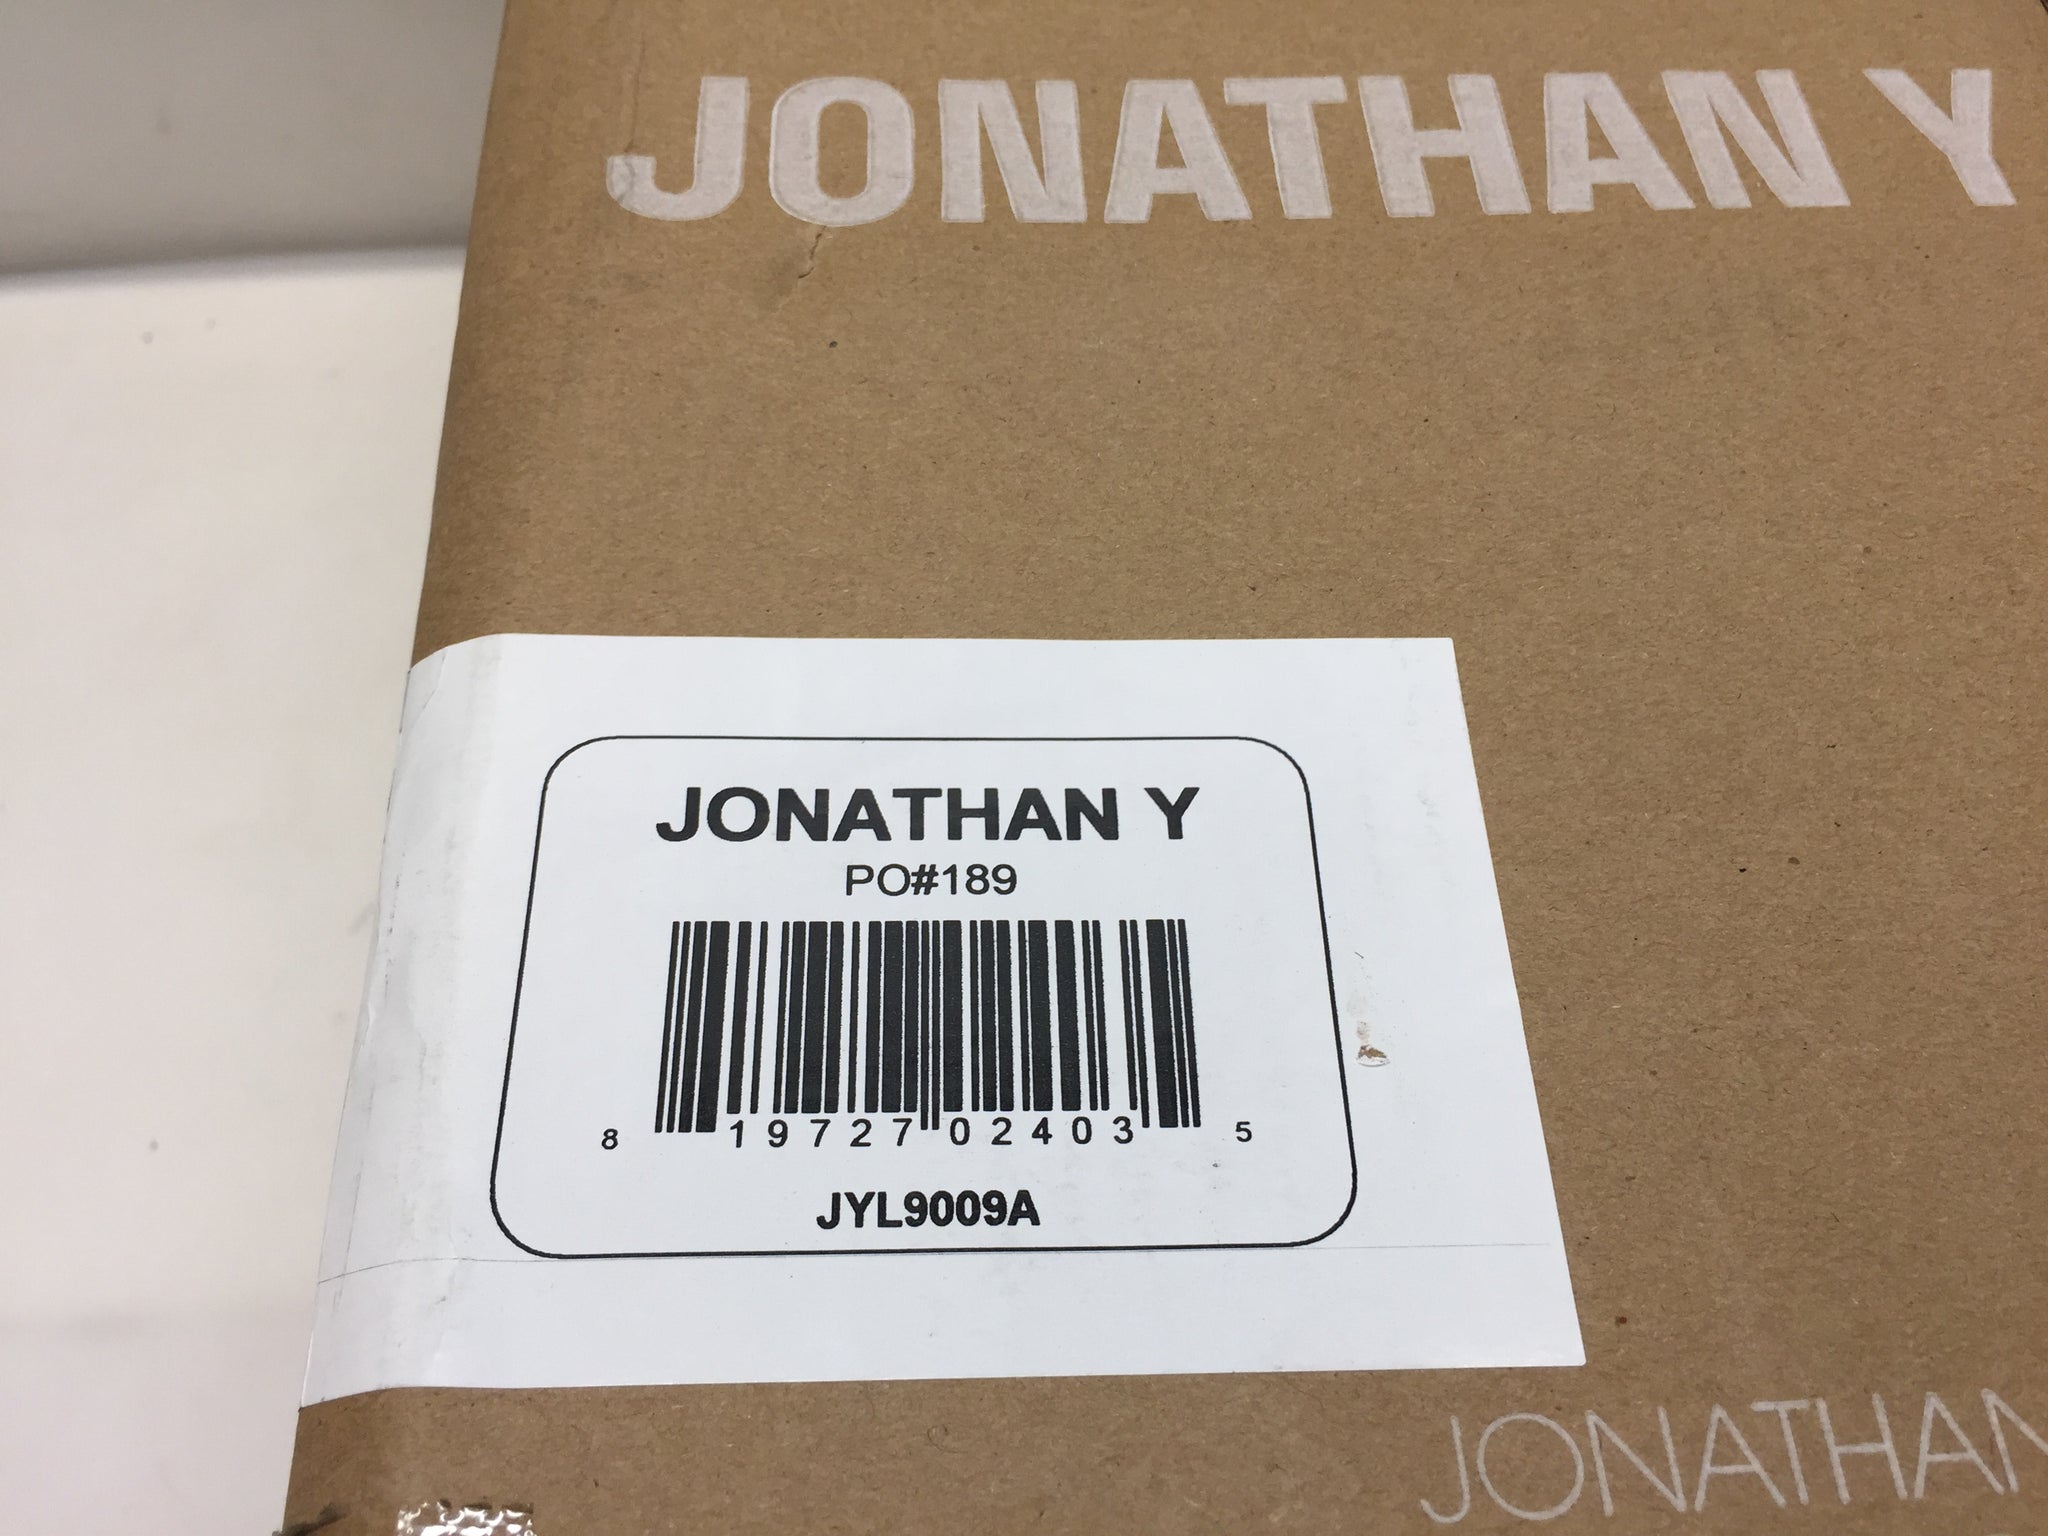 JONATHAN Y
JONATHAN Y
PO#189
8 19727 02403 5
JYL9009A
JONATHAN